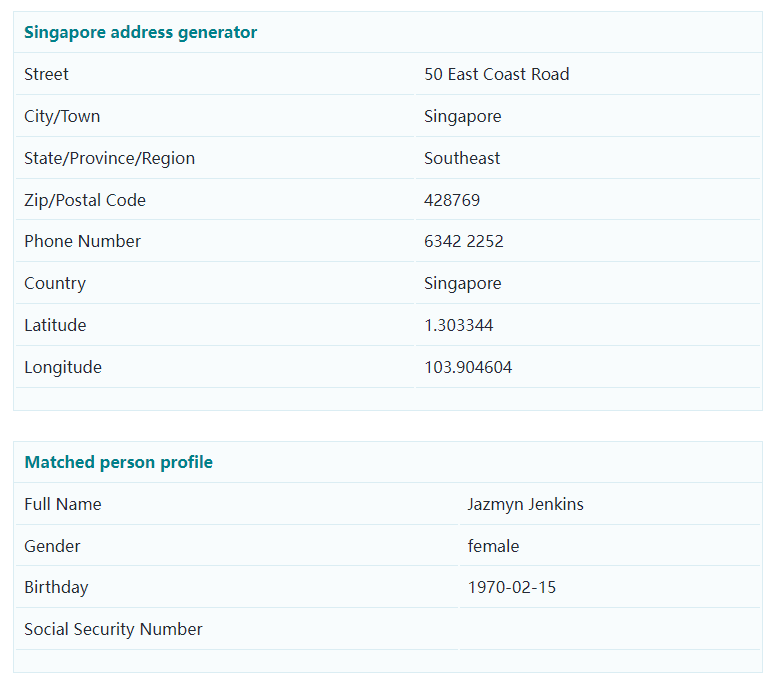 Singapore address generator
Street 50 East Coast Road
City/Town Singapore
State/Province/Region Southeast
Zip/Postal Code 428769
Phone Number 6342 2252
Country Singapore
Latitude 1.303344
Longitude 103.904604
Matched person profile
Full Name Jazmyn Jenkins
Gender female
Birthday 1970-02-15
Social Security Number